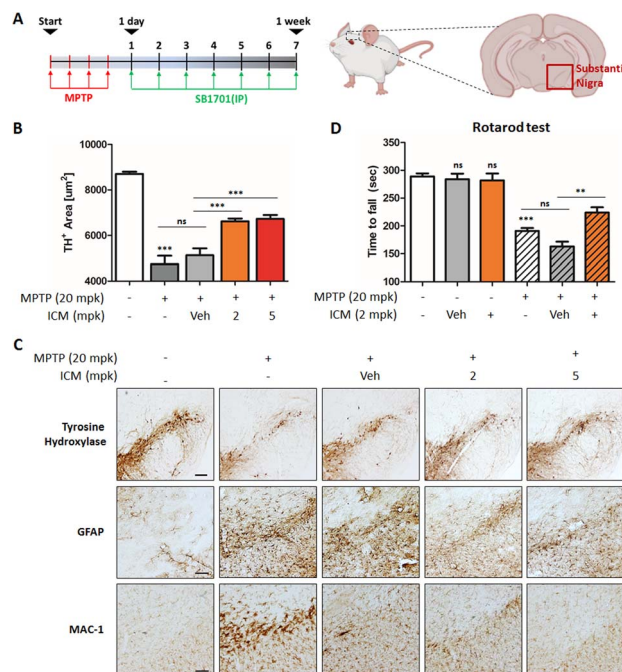 A
Start
1 day
1 week
1 2 3 4 5 6 7
MPTP
SB1701(IP)
Substanti
Nigra
B
10000
8000
6000
4000
TH+ Area [um²]
***
ns
***
***
MPTP (20 mpk) - + + + +
ICM (mpk) - - Veh 2 5
D
Rotarod test
350
300
250
200
150
100
Time to fall (sec)
ns
ns
***
ns
**
MPTP (20 mpk) - - - + + +
ICM (2 mpk) - Veh + - Veh +
C
MPTP (20 mpk) - + + + +
ICM (mpk) - - Veh 2 5
Tyrosine
Hydroxylase
GFAP
MAC-1